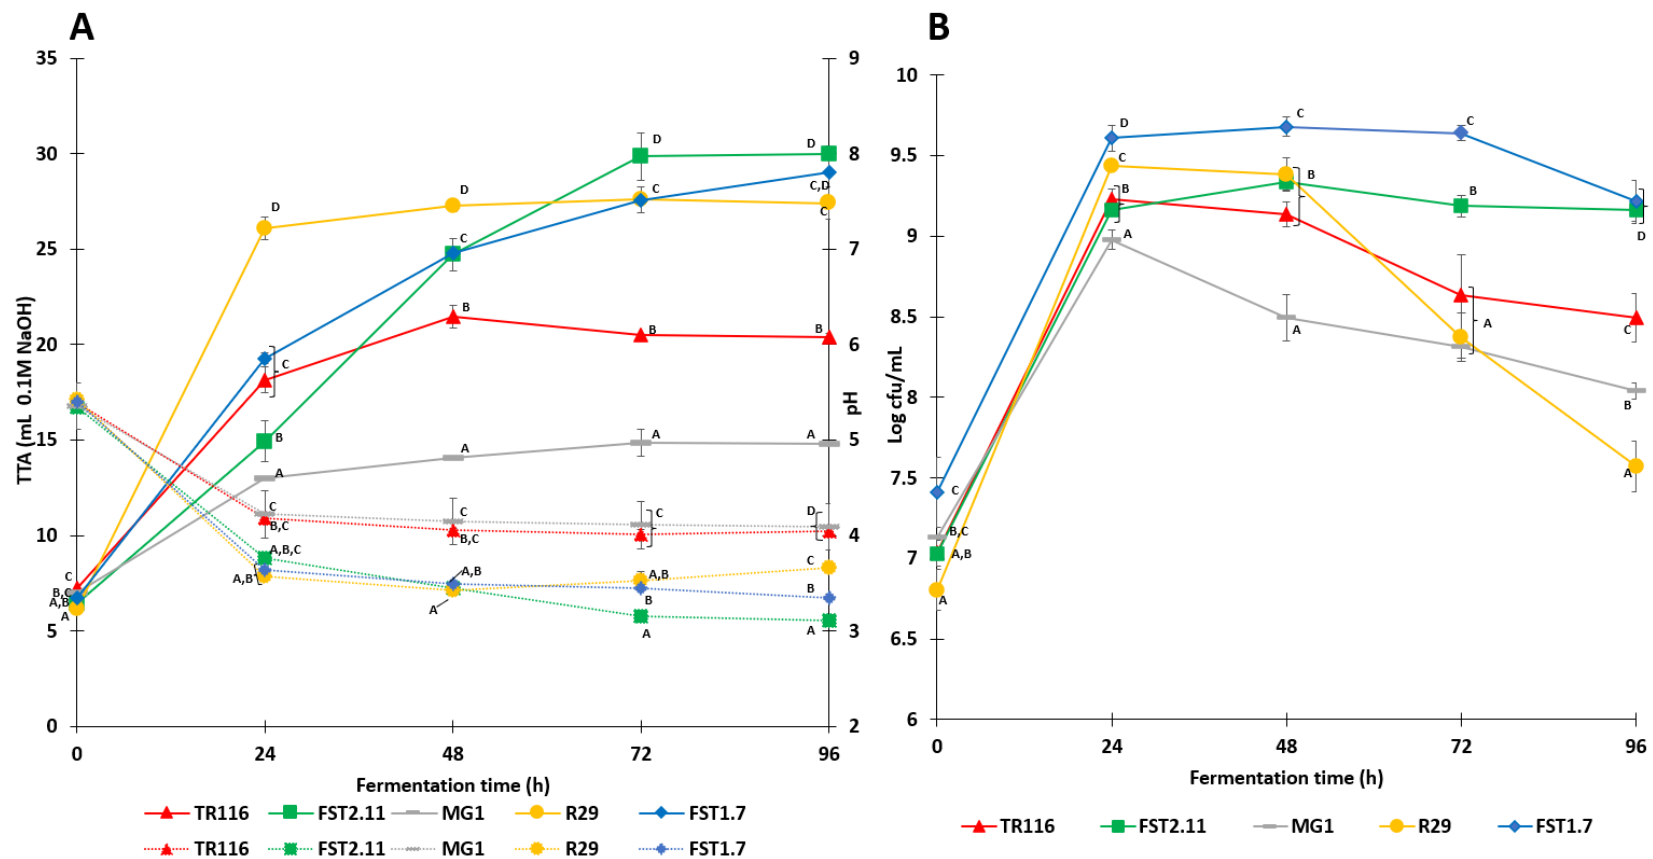 A
B
TTA (mL 0.1M NaOH)
35
30
25
20
15
10
5
0
pH
9
8
7
6
5
4
3
2
0 24 48 72 96
Fermentation time (h)
C
B,C
A,B
A
D
C
B
A
C
B,C
A,B,C
A,B
D
C
B
A
C
B,C
A,B
A
D
C
B
A
C
A,B
B
A
D
C,D
C
B
A
D
C
B
A
TR116 FST2.11 MG1 R29 FST1.7
TR116 FST2.11 MG1 R29 FST1.7
Log cfu/mL
10
9.5
9
8.5
8
7.5
7
6.5
6
0 24 48 72 96
Fermentation time (h)
C
B,C
A,B
A
D
C
B
A
C
B
A
C
B
A
D
C
B
A
TR116 FST2.11 MG1 R29 FST1.7